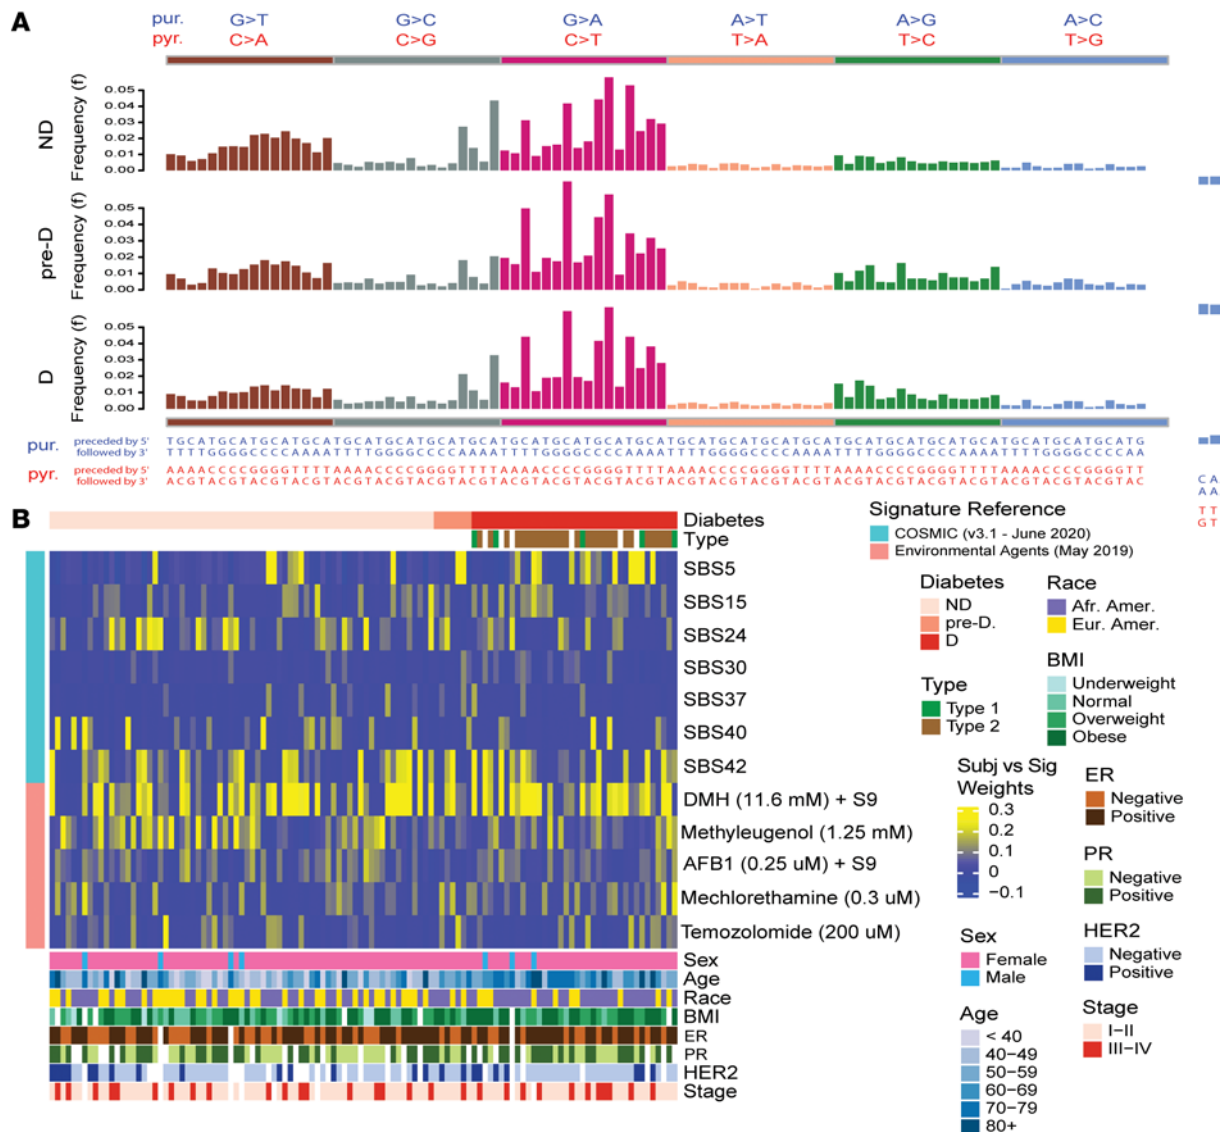 A
pur. G>T G>C G>A A>T A>G A>C
pyr. C>A C>G C>T T>A T>C T>G
ND
Frequency (f)
0.05
0.04
0.03
0.02
0.01
0.00
pre-D
Frequency (f)
0.05
0.04
0.03
0.02
0.01
0.00
D
Frequency (f)
0.05
0.04
0.03
0.02
0.01
0.00
pur. preceded by 5' TGCATGCATGCATGCATGCATGCATGCATGCATGCATGCATGCATGCATGCATGCATGCATGCATGCATGCATGCATGCATGCATGCATGCATG
followed by 3' TTTTGGGGCCCCAAAATTTTGGGGCCCCAAAATTTTGGGGCCCCAAAATTTTGGGGCCCCAAAATTTTGGGGCCCCAAAATTTTGGGGCCCCAA
pyr. preceded by 5' AAAACCCCGGGGTTTTAAAACCCCGGGGTTTTAAAACCCCGGGGTTTTAAAACCCCGGGGTTTTAAAACCCCGGGGTTTTAAAACCCCGGGGTT
followed by 3' ACGTACGTACGTACGTACGTACGTACGTACGTACGTACGTACGTACGTACGTACGTACGTACGTACGTACGTACGTACGTACGTACGTACGTAC
CA
AA
TT
GT
B
Diabetes
Type
SBS5
SBS15
SBS24
SBS30
SBS37
SBS40
SBS42
DMH (11.6 mM) + S9
Methyleugenol (1.25 mM)
AFB1 (0.25 uM) + S9
Mechlorethamine (0.3 uM)
Temozolomide (200 uM)
Sex
Age
Race
BMI
ER
PR
HER2
Stage
Signature Reference
COSMIC (v3.1 - June 2020)
Environmental Agents (May 2019)
Diabetes
ND
pre-D.
D
Type
Type 1
Type 2
Subj vs Sig
Weights
0.3
0.2
0.1
0
−0.1
Sex
Female
Male
Age
< 40
40−49
50−59
60−69
70−79
80+
Race
Afr. Amer.
Eur. Amer.
BMI
Underweight
Normal
Overweight
Obese
ER
Negative
Positive
PR
Negative
Positive
HER2
Negative
Positive
Stage
I−II
III−IV